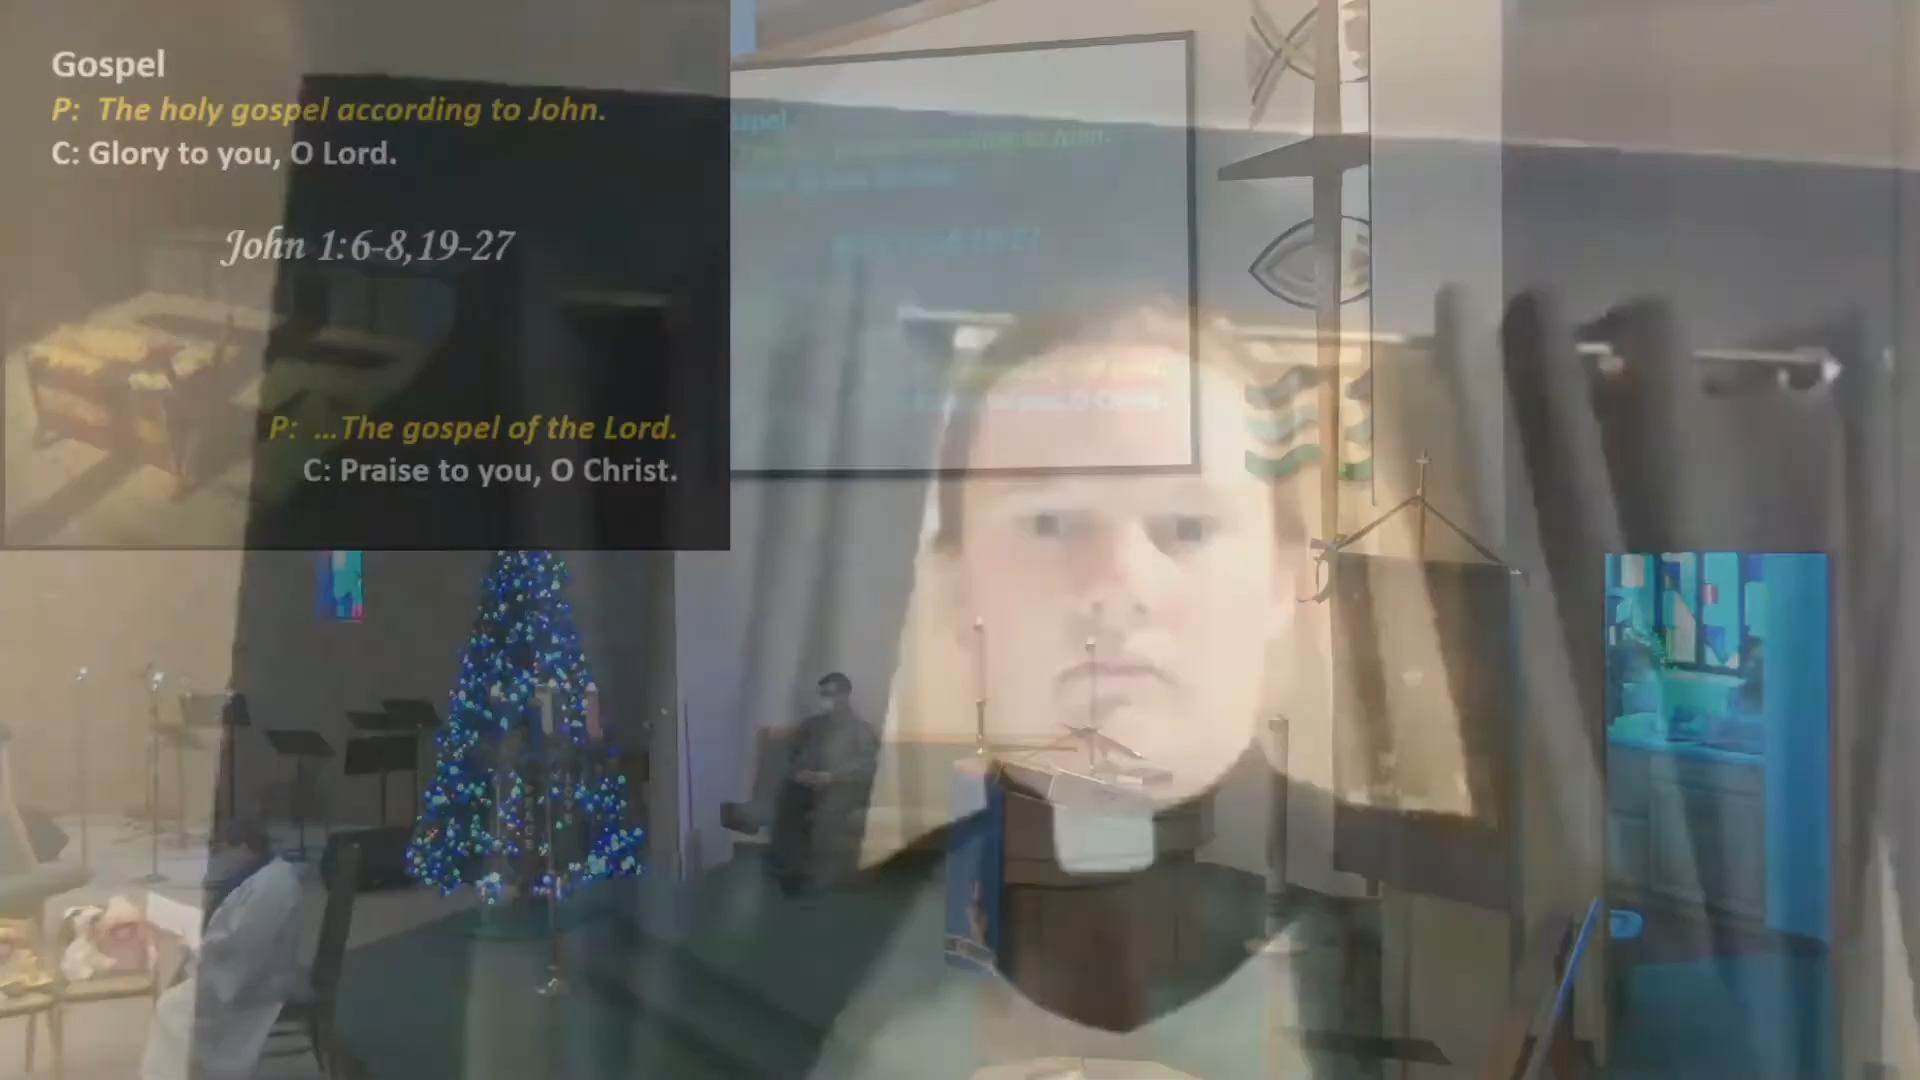 Gospel
P:  The holy gospel according to John.
C: Glory to you, O Lord.
John 1:6-8,19-27
P:  ...The gospel of the Lord.
C: Praise to you, O Christ.